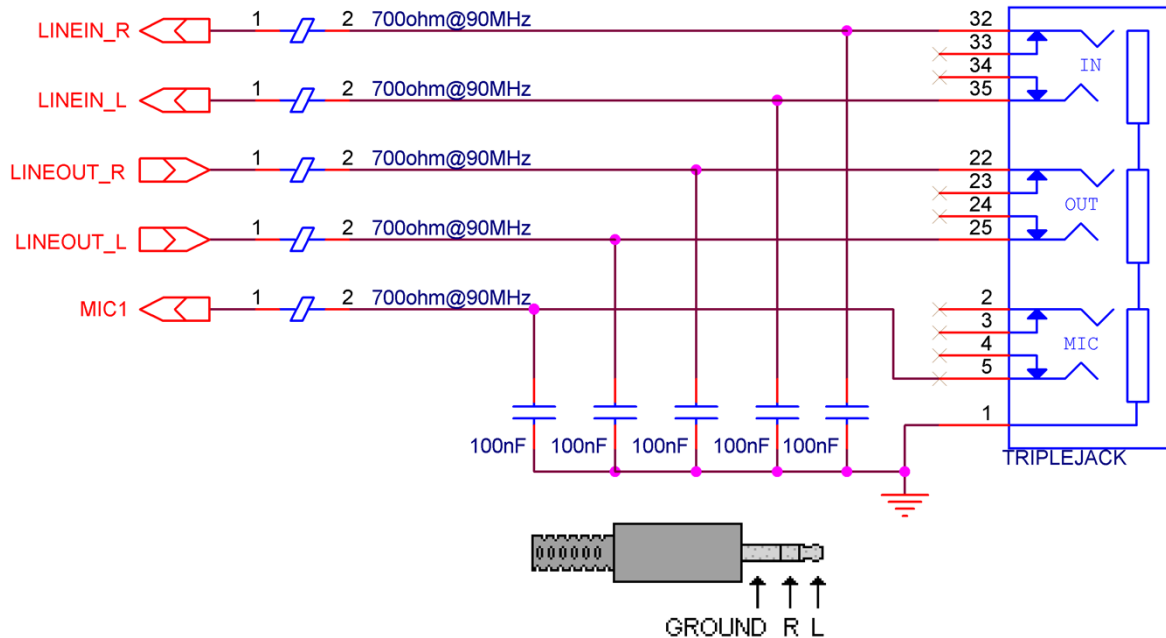 LINEIN_R 1 2 700ohm@90MHz 32
33
34
IN
LINEIN_L 1 2 700ohm@90MHz 35
LINEOUT_R 1 2 700ohm@90MHz 22
23
24
OUT
LINEOUT_L 1 2 700ohm@90MHz 25
MIC1 1 2 700ohm@90MHz 2
3
4
MIC
5
1
100nF 100nF 100nF 100nF 100nF
TRIPLEJACK
GROUND R L